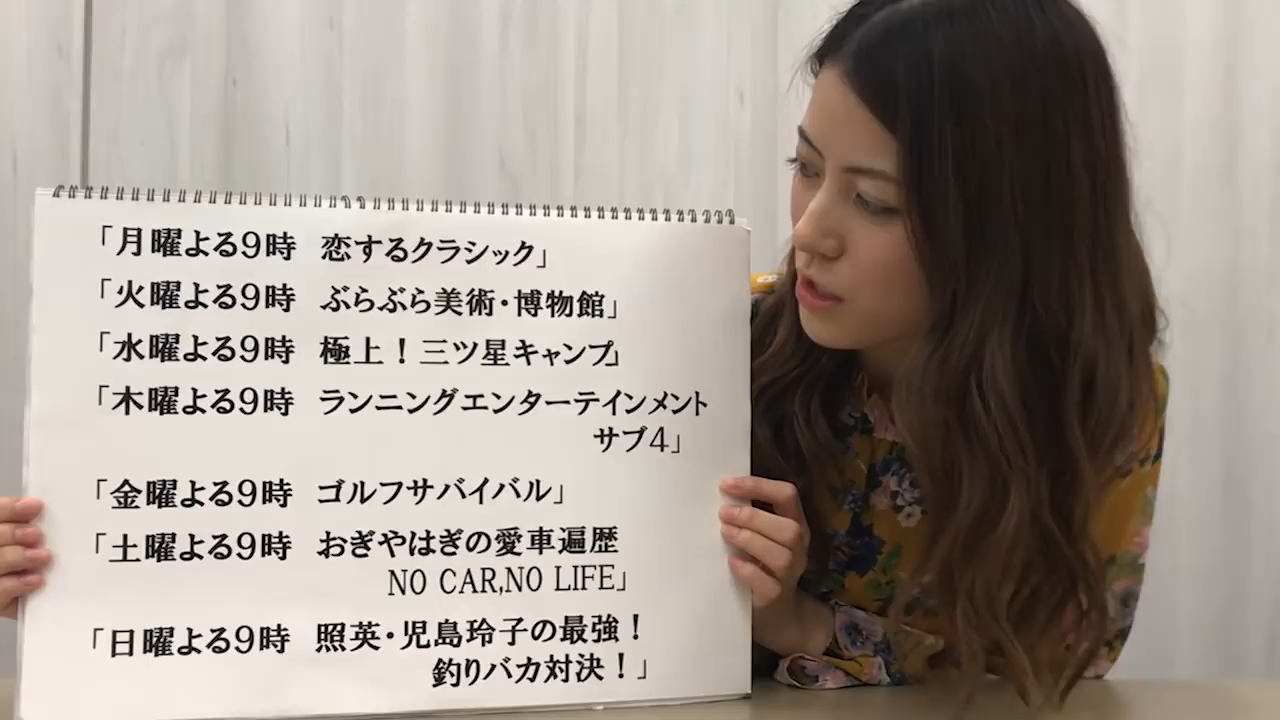 「月曜よる9時 恋するクラシック」
「火曜よる9時 ぶらぶら美術・博物館」
「水曜よる9時 極上！三ツ星キャンプ」
「木曜よる9時 ランニングエンターテインメント
サブ4」
「金曜よる9時 ゴルフサバイバル」
「土曜よる9時 おぎやはぎの愛車遍歴
NO CAR,NO LIFE」
「日曜よる9時 照英・児島玲子の最強！
釣りバカ対決！」